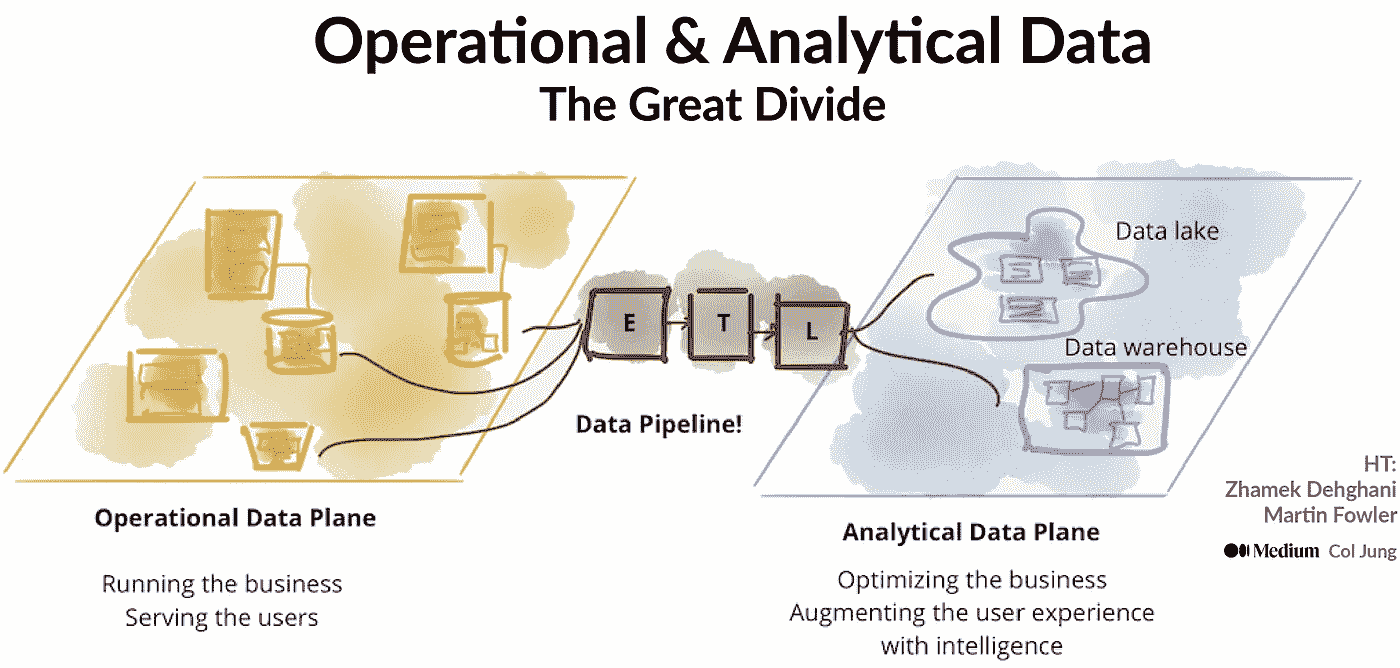 Operational & Analytical Data
The Great Divide
Data lake
Data warehouse
E
T
L
Data Pipeline!
Operational Data Plane
Running the business
Serving the users
Analytical Data Plane
Optimizing the business
Augmenting the user experience
with intelligence
HT:
Zhamek Dehghani
Martin Fowler
Medium Col Jung